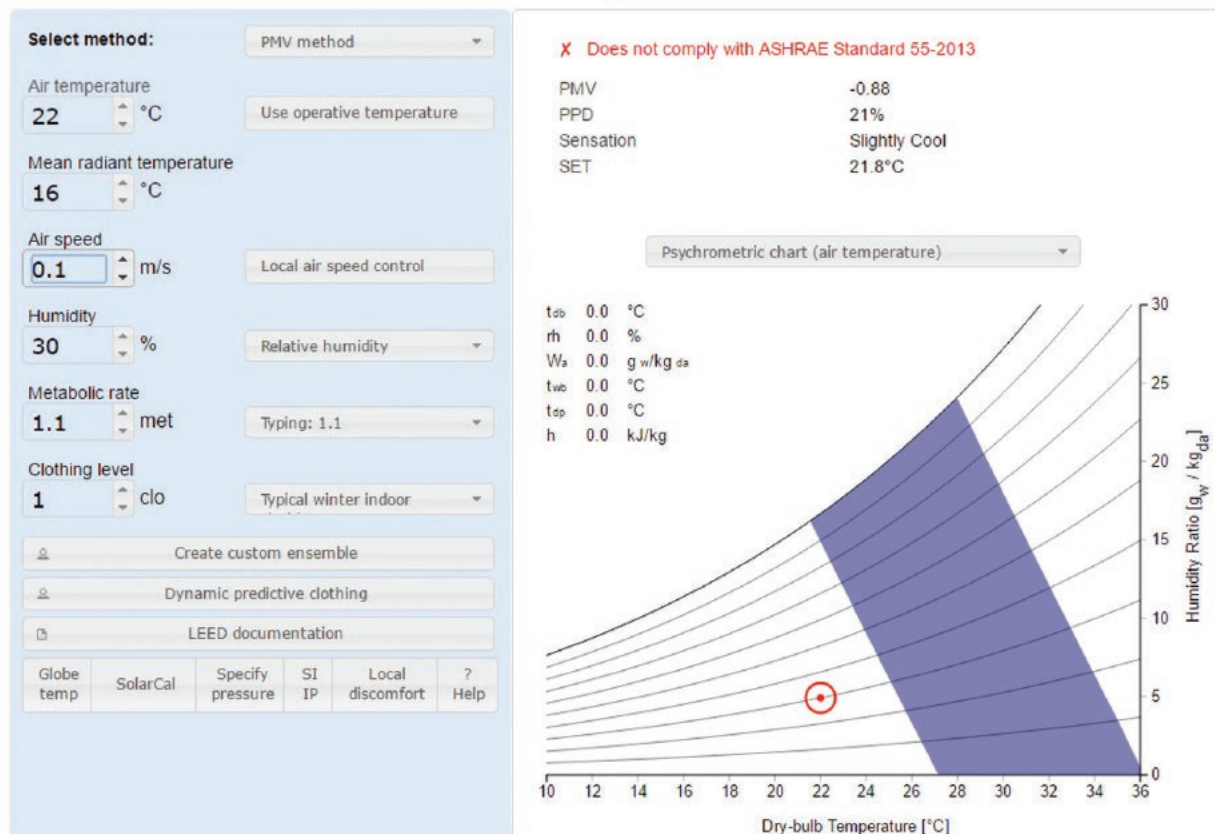 Select method:
PMV method
Air temperature
22 °C
Use operative temperature
Mean radiant temperature
16 °C
Air speed
0.1 m/s
Local air speed control
Humidity
30 %
Relative humidity
Metabolic rate
1.1 met
Typing: 1.1
Clothing level
1 clo
Typical winter indoor
Create custom ensemble
Dynamic predictive clothing
LEED documentation
Globe temp
SolarCal
Specify pressure
SI IP
Local discomfort
? Help
✗ Does not comply with ASHRAE Standard 55-2013
PMV -0.88
PPD 21%
Sensation Slightly Cool
SET 21.8°C
Psychrometric chart (air temperature)
tdb 0.0 °C
rh 0.0 %
Wa 0.0 g w/kg da
twb 0.0 °C
tdp 0.0 °C
h 0.0 kJ/kg
30
25
20
15
10
5
0
Humidity Ratio [gw / kgda]
10 12 14 16 18 20 22 24 26 28 30 32 34 36
Dry-bulb Temperature [°C]